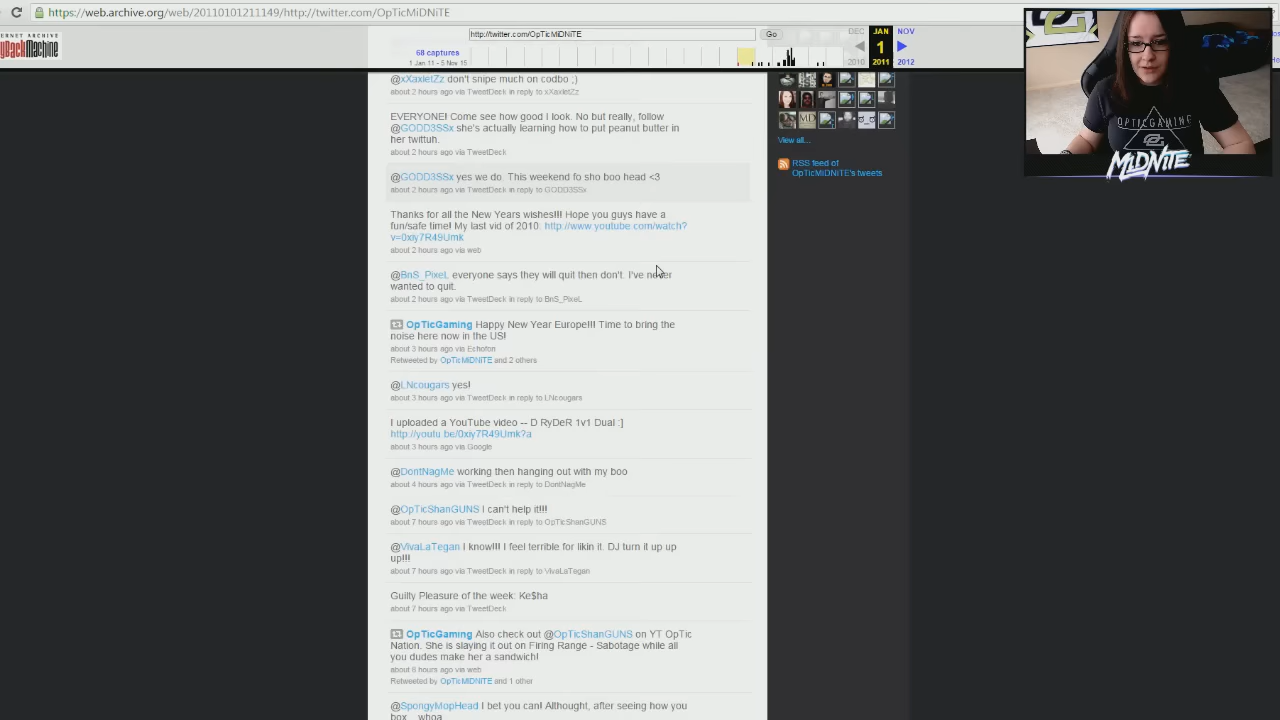 https://web.archive.org/web/20110101211149/http://twitter.com/OpTicMiDNiTE
http://twitter.com/OpTicMiDNiTE
Go
DEC
JAN
NOV
68 captures
1 Jan 11 - 5 Nov 15
1
2010
2011
2012
@xXaxietZz don't snipe much on codbo ;)
about 2 hours ago via TweetDeck in reply to xXaxietZz
EVERYONE! Come see how good I look. No but really, follow
@GODD3SSx she's actually learning how to put peanut butter in
her twittuh.
about 2 hours ago via TweetDeck
@GODD3SSx yes we do. This weekend fo sho boo head <3
about 2 hours ago via TweetDeck in reply to GODD3SSx
Thanks for all the New Years wishes!!! Hope you guys have a
fun/safe time! My last vid of 2010: http://www.youtube.com/watch?
v=0xiy7R49Umk
about 2 hours ago via web
@BnS_PixeL everyone says they will quit then don't. I've never
wanted to quit.
about 2 hours ago via TweetDeck in reply to BnS_PixeL
OpTicGaming Happy New Year Europe!!! Time to bring the
noise here now in the US!
about 3 hours ago via Echofon
Retweeted by OpTicMiDNiTE and 2 others
@LNcougars yes!
about 3 hours ago via TweetDeck in reply to LNcougars
I uploaded a YouTube video -- D RyDeR 1v1 Dual :]
http://youtu.be/0xiy7R49Umk?a
about 3 hours ago via Google
@DontNagMe working then hanging out with my boo
about 4 hours ago via TweetDeck in reply to DontNagMe
@OpTicShanGUNS I can't help it!!!
about 7 hours ago via TweetDeck in reply to OpTicShanGUNS
@VivaLaTegan I know!!! I feel terrible for likin it. DJ turn it up up
up!!!
about 7 hours ago via TweetDeck in reply to VivaLaTegan
Guilty Pleasure of the week: Ke$ha
about 7 hours ago via TweetDeck
OpTicGaming Also check out @OpTicShanGUNS on YT OpTic
Nation. She is slaying it out on Firing Range - Sabotage while all
you dudes make her a sandwich!
about 8 hours ago via web
Retweeted by OpTicMiDNiTE and 1 other
@SpongyMopHead I bet you can! Althought, after seeing how you
box... whoa
View all...
RSS feed of
OpTicMiDNiTE's tweets
OPTICGAMING
MiDNiTE